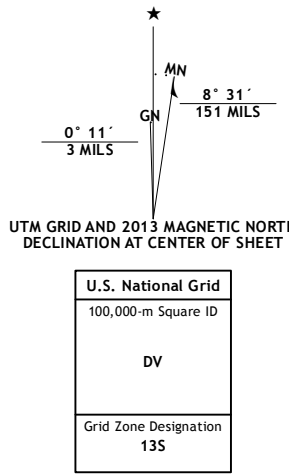 MN
GN
8° 31´
151 MILS
0° 11´
3 MILS
UTM GRID AND 2013 MAGNETIC NORTH
DECLINATION AT CENTER OF SHEET
U.S. National Grid
100,000-m Square ID
DV
Grid Zone Designation
13S